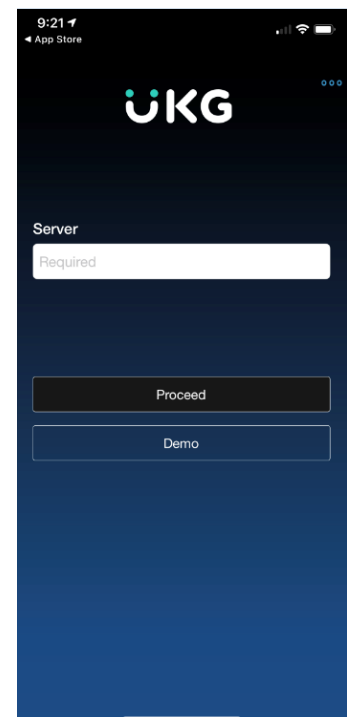 9:21
App Store
UKG
Server
Required
Proceed
Demo